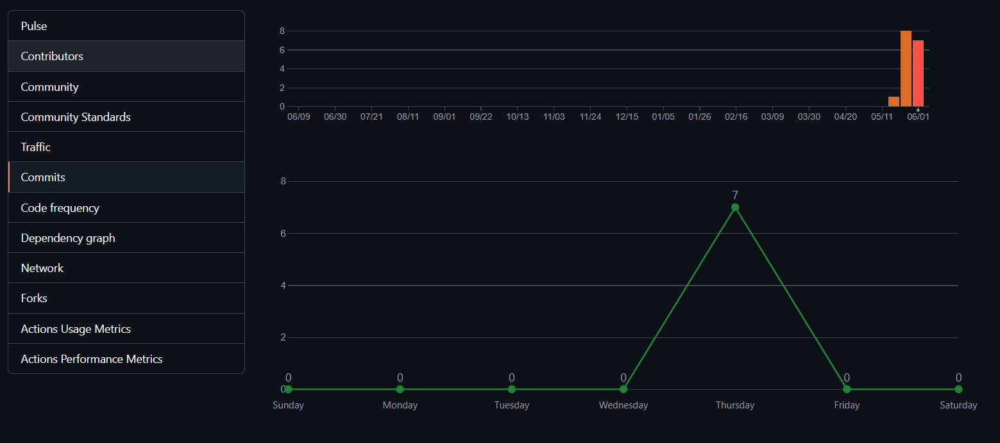 Pulse
Contributors
Community
Community Standards
Traffic
Commits
Code frequency
Dependency graph
Network
Forks
Actions Usage Metrics
Actions Performance Metrics
8
6
4
2
0
06/09 06/30 07/21 08/11 09/01 09/22 10/13 11/03 11/24 12/15 01/05 01/26 02/16 03/09 03/30 04/20 05/11 06/01
8
7
6
4
2
0 0 0 0 0 0
0
Sunday Monday Tuesday Wednesday Thursday Friday Saturday